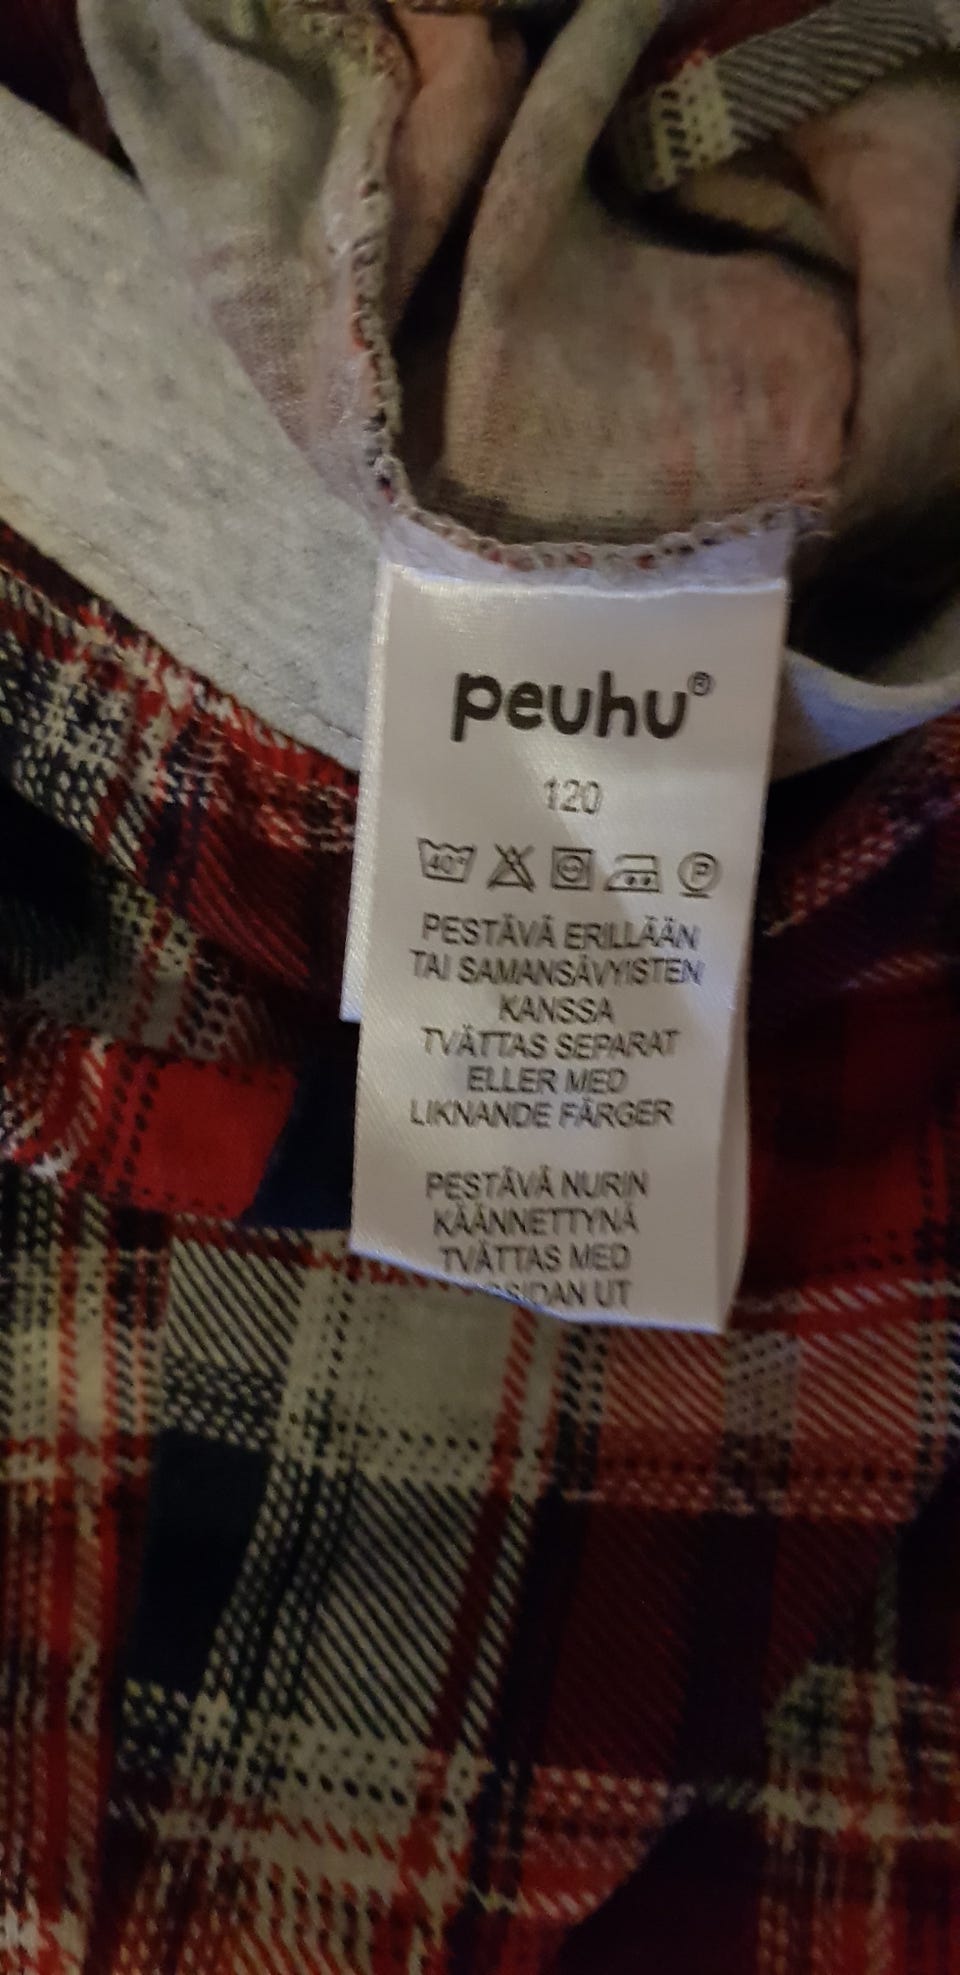 peuhu®
120
40°
P
PESTÄVÄ ERILLÄÄN
TAI SAMANSÄVYISTEN
KANSSA
TVÄTTAS SEPARAT
ELLER MED
LIKNANDE FÄRGER
PESTÄVÄ NURIN
KÄÄNNETTYNÄ
TVÄTTAS MED
UT